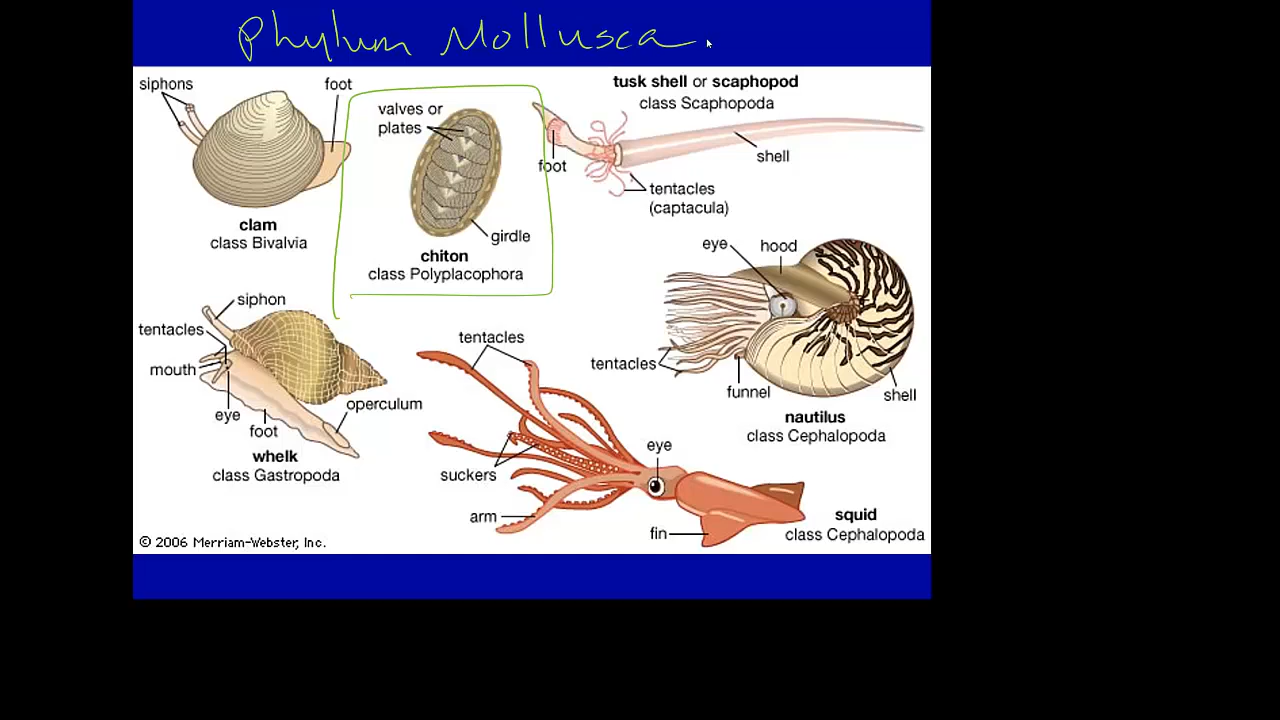 Phylum Mollusca
siphons
foot
clam
class Bivalvia
valves or
plates
girdle
chiton
class Polyplacophora
tusk shell or scaphopod
class Scaphopoda
foot
shell
tentacles
(captacula)
siphon
tentacles
mouth
eye
foot
operculum
whelk
class Gastropoda
tentacles
suckers
arm
eye
fin
squid
class Cephalopoda
eye
hood
tentacles
funnel
shell
nautilus
class Cephalopoda
© 2006 Merriam-Webster, Inc.